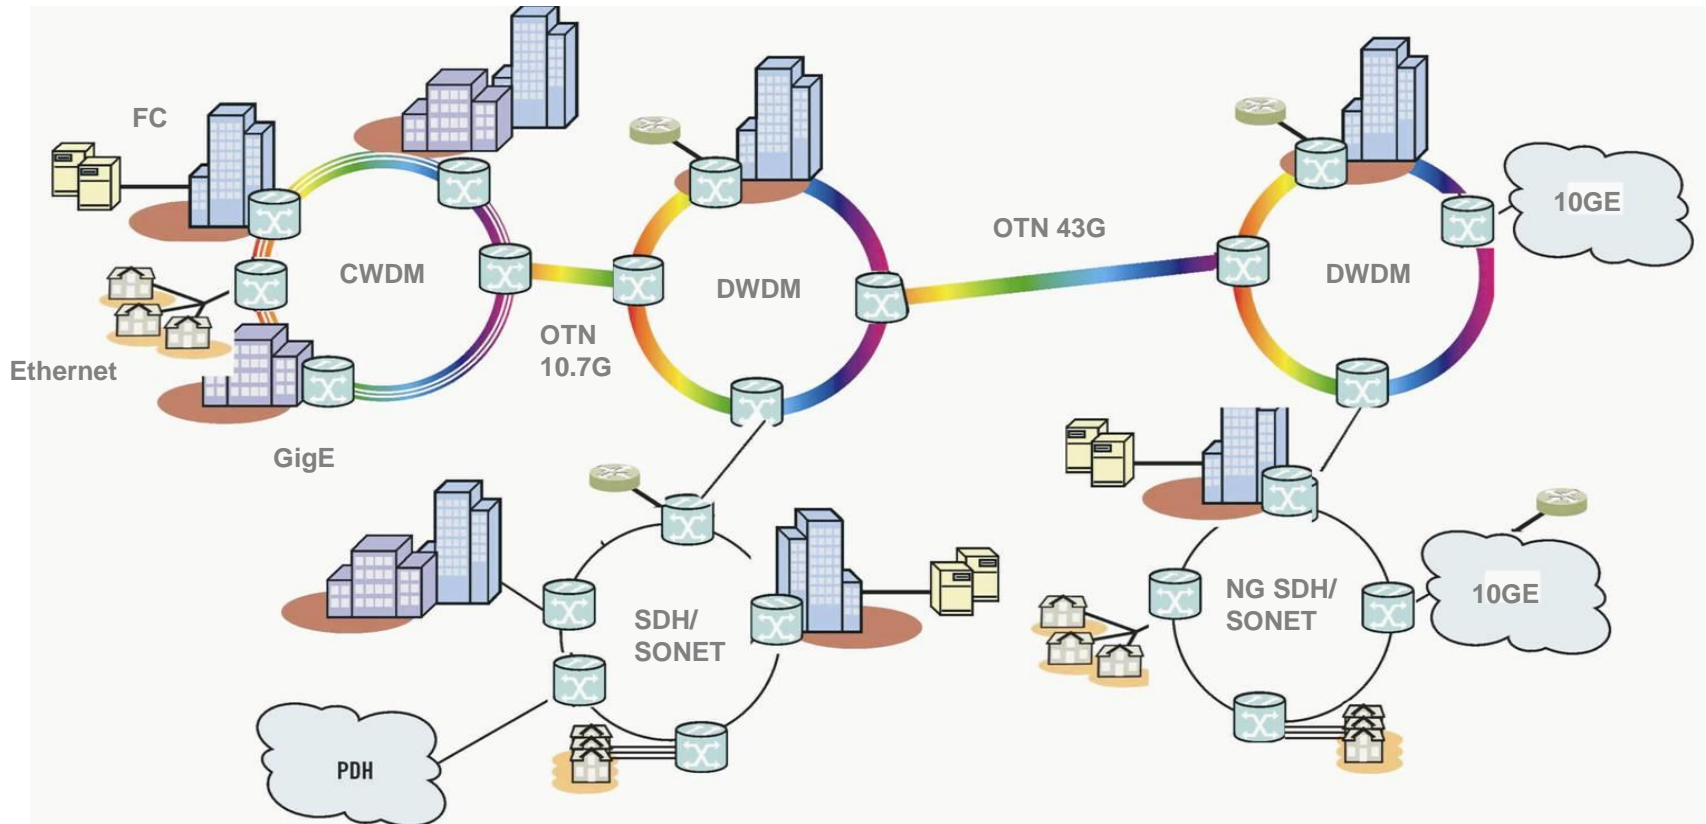 FC
CWDM
Ethernet
GigE
OTN
10.7G
DWDM
OTN 43G
DWDM
10GE
SDH/
SONET
PDH
NG SDH/
SONET
10GE